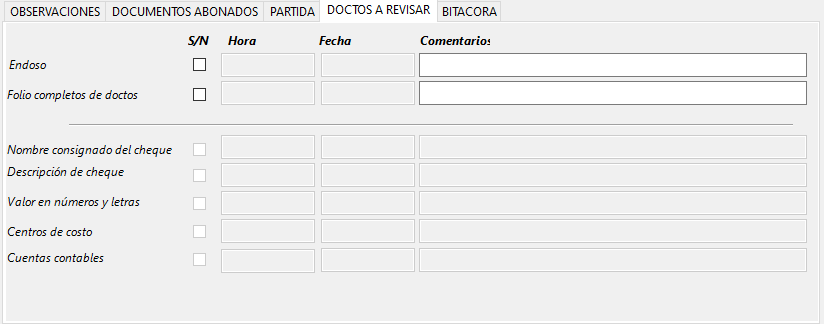 OBSERVACIONES DOCUMENTOS ABONADOS PARTIDA DOCTOS A REVISAR BITACORA
S/N Hora Fecha Comentarios
Endoso
Folio completos de doctos
Nombre consignado del cheque
Descripción de cheque
Valor en números y letras
Centros de costo
Cuentas contables